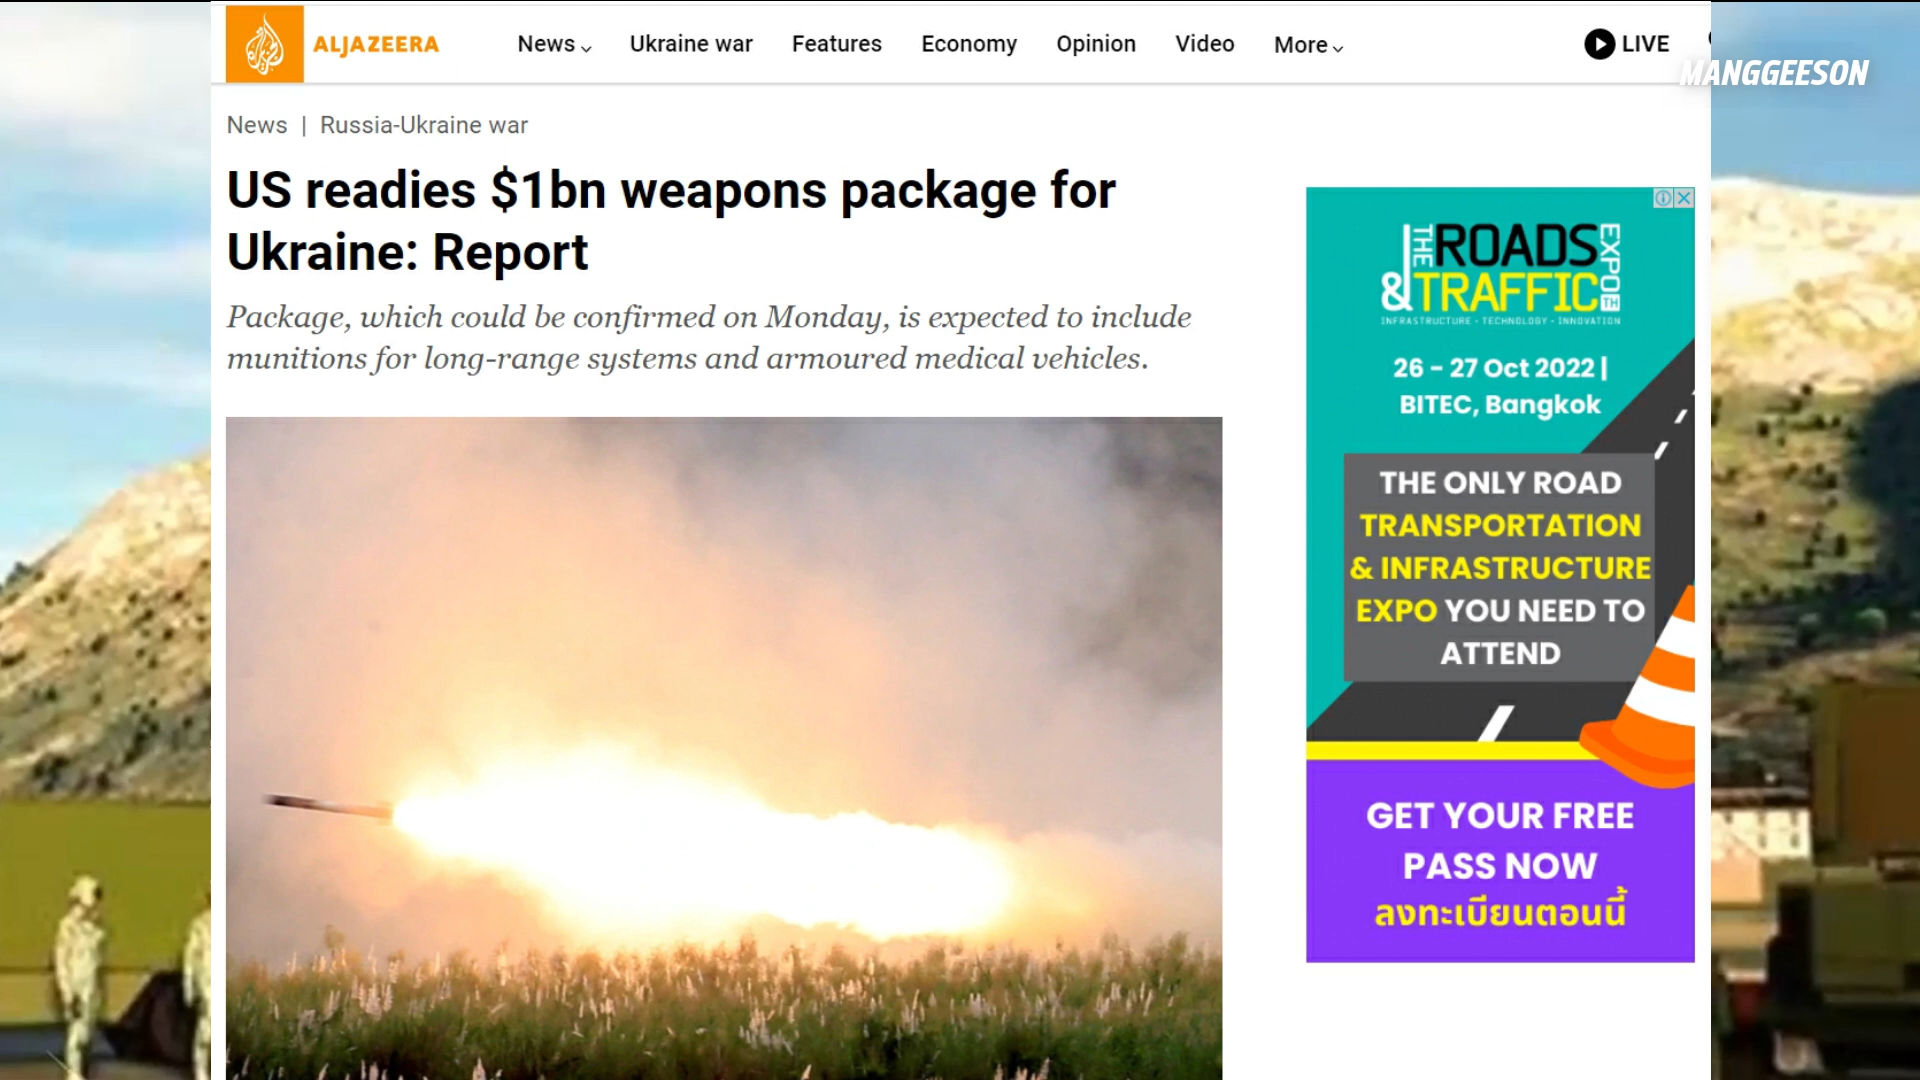 ALJAZEERA
News
Ukraine war
Features
Economy
Opinion
Video
More
LIVE
MANGGEESON
News | Russia-Ukraine war
US readies $1bn weapons package for
Ukraine: Report
Package, which could be confirmed on Monday, is expected to include
munitions for long-range systems and armoured medical vehicles.
THE ROADS
&TRAFFIC
EXPO TH
INFRASTRUCTURE - TECHNOLOGY - INNOVATION
26 - 27 Oct 2022 |
BITEC, Bangkok
THE ONLY ROAD
TRANSPORTATION
& INFRASTRUCTURE
EXPO YOU NEED TO
ATTEND
GET YOUR FREE
PASS NOW
ลงทะเบียนตอนนี้